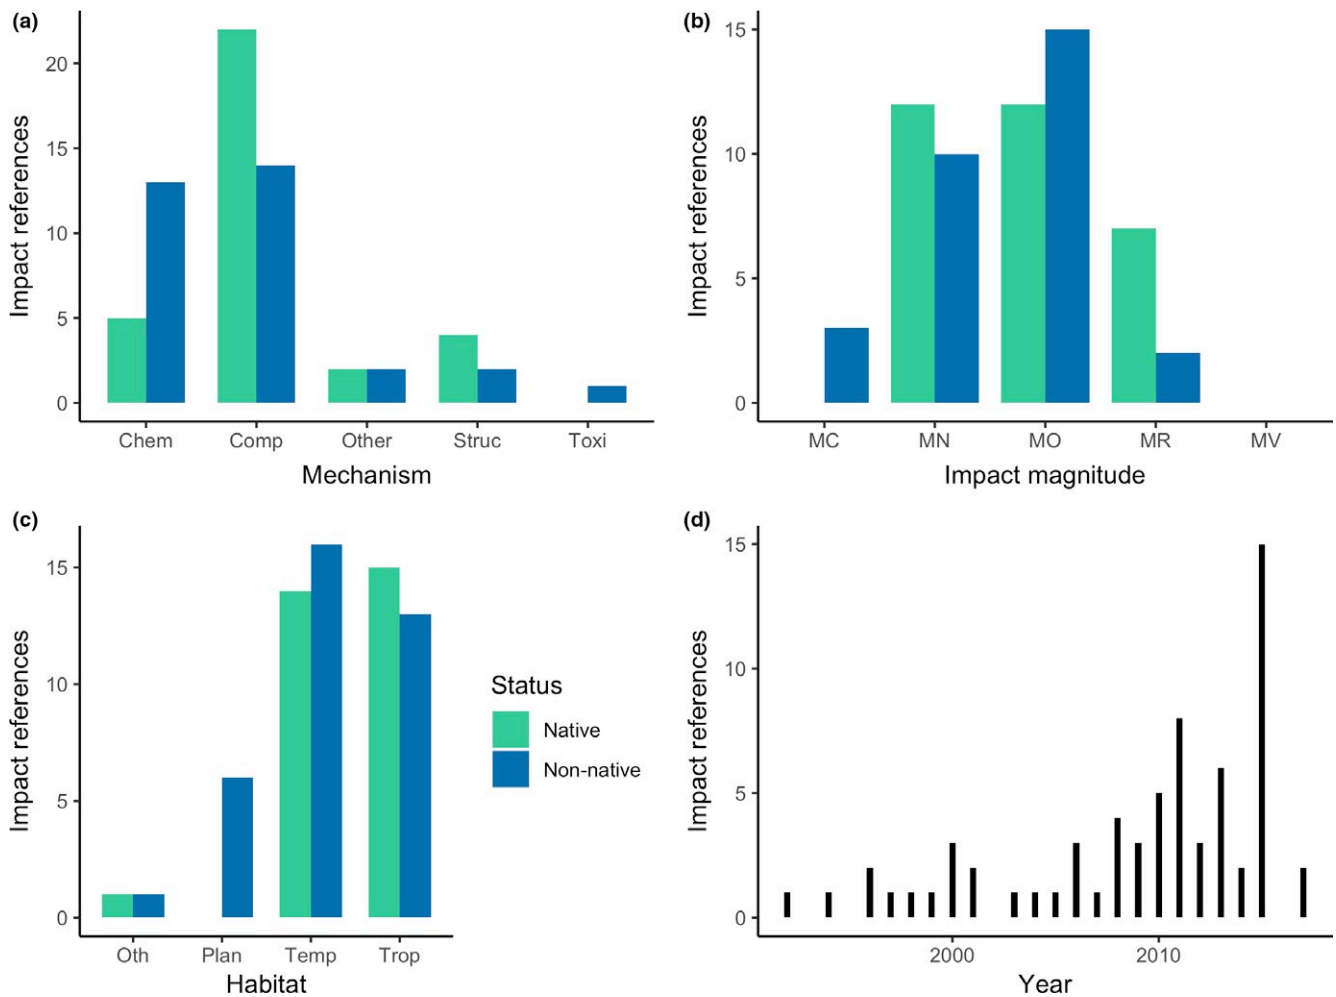 (a)
Impact references
20
15
10
5
0
Chem Comp Other Struc Toxi
Mechanism
(b)
Impact references
15
10
5
0
MC MN MO MR MV
Impact magnitude
(c)
Impact references
15
10
5
0
Oth Plan Temp Trop
Habitat
Status
Native
Non-native
(d)
Impact references
15
10
5
0
2000 2010
Year